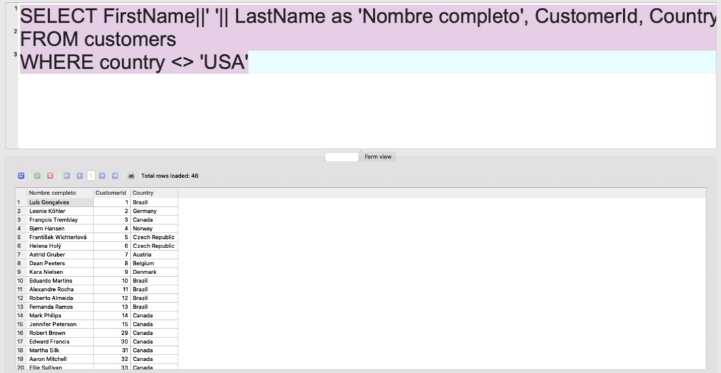 1 SELECT FirstName||' '|| LastName as 'Nombre completo', CustomerId, Country
2 FROM customers
3 WHERE country <> 'USA'
Form view
1 Total rows loaded: 46
Nombre completo CustomerId Country
1 Luís Gonçalves 1 Brazil
2 Leonie Köhler 2 Germany
3 François Tremblay 3 Canada
4 Bjørn Hansen 4 Norway
5 František Wichterlová 5 Czech Republic
6 Helena Holý 6 Czech Republic
7 Astrid Gruber 7 Austria
8 Daan Peeters 8 Belgium
9 Kara Nielsen 9 Denmark
10 Eduardo Martins 10 Brazil
11 Alexandre Rocha 11 Brazil
12 Roberto Almeida 12 Brazil
13 Fernanda Ramos 13 Brazil
14 Mark Philips 14 Canada
15 Jennifer Peterson 15 Canada
16 Robert Brown 29 Canada
17 Edward Francis 30 Canada
18 Martha Silk 31 Canada
19 Aaron Mitchell 32 Canada
20 Ellie Sullivan 33 Canada